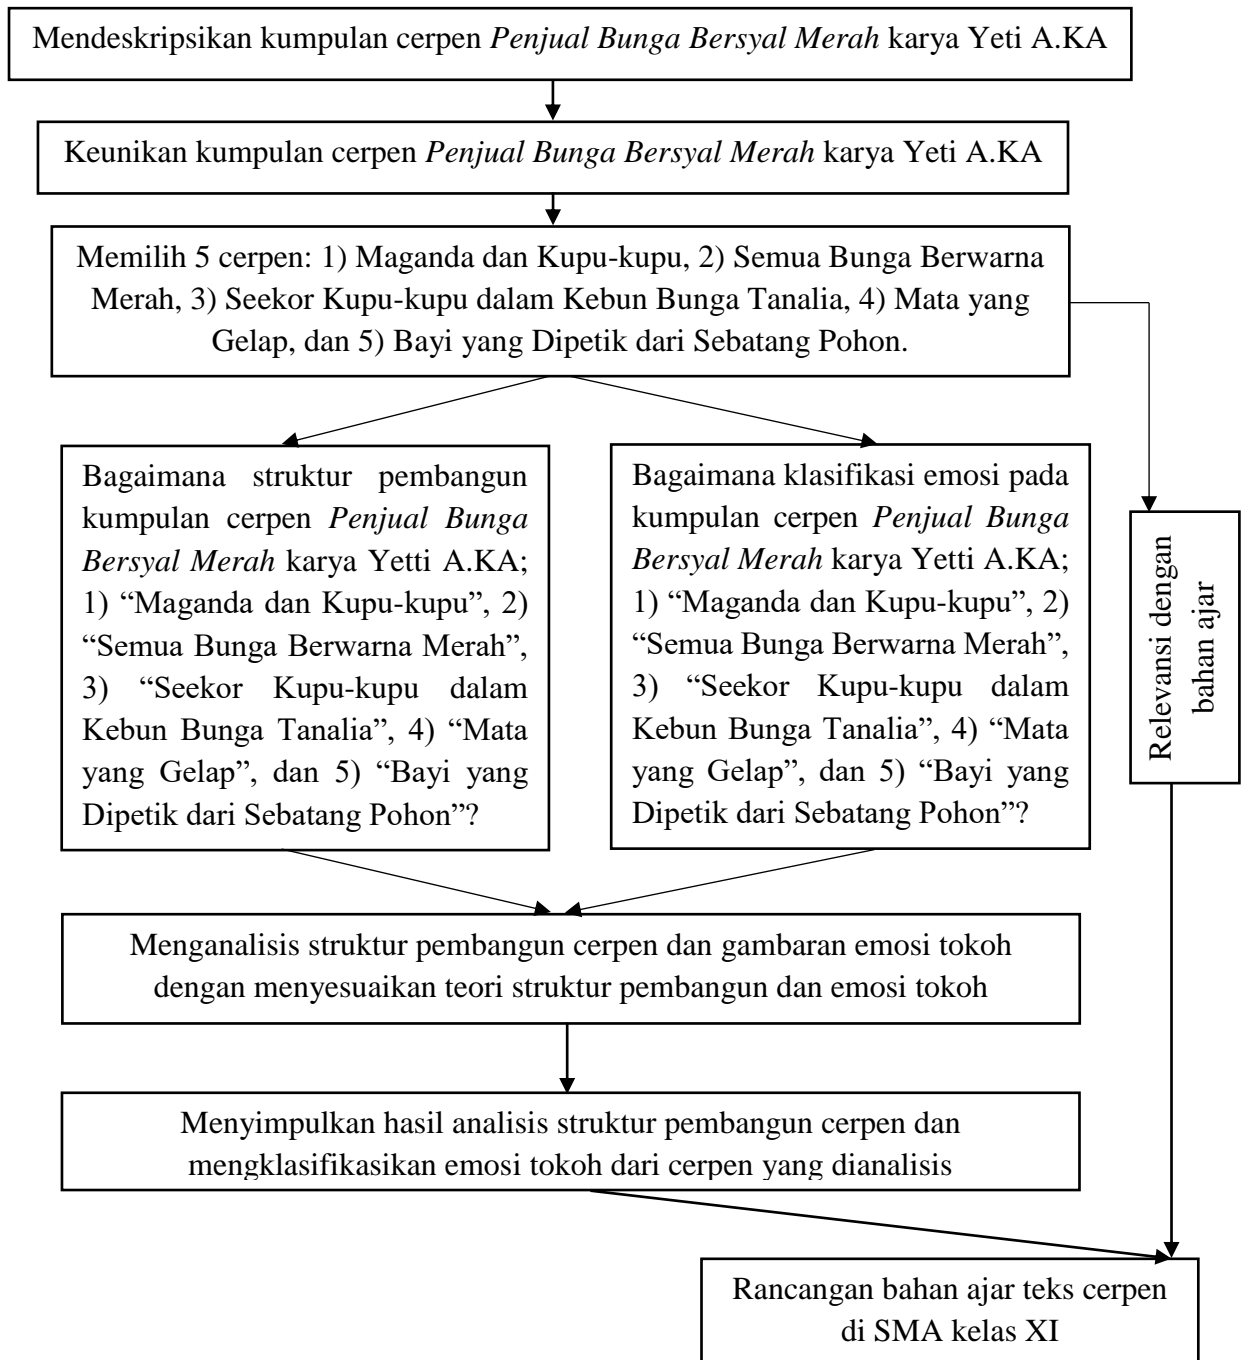 Mendeskripsikan kumpulan cerpen Penjual Bunga Bersyal Merah karya Yeti A.KA
Keunikan kumpulan cerpen Penjual Bunga Bersyal Merah karya Yeti A.KA
Memilih 5 cerpen: 1) Maganda dan Kupu-kupu, 2) Semua Bunga Berwarna
Merah, 3) Seekor Kupu-kupu dalam Kebun Bunga Tanalia, 4) Mata yang
Gelap, dan 5) Bayi yang Dipetik dari Sebatang Pohon.
Bagaimana struktur pembangun
kumpulan cerpen Penjual Bunga
Bersyal Merah karya Yetti A.KA;
1) “Maganda dan Kupu-kupu”, 2)
“Semua Bunga Berwarna Merah”,
3) “Seekor Kupu-kupu dalam
Kebun Bunga Tanalia”, 4) “Mata
yang Gelap”, dan 5) “Bayi yang
Dipetik dari Sebatang Pohon”?
Bagaimana klasifikasi emosi pada
kumpulan cerpen Penjual Bunga
Bersyal Merah karya Yetti A.KA;
1) “Maganda dan Kupu-kupu”, 2)
“Semua Bunga Berwarna Merah”,
3) “Seekor Kupu-kupu dalam
Kebun Bunga Tanalia”, 4) “Mata
yang Gelap”, dan 5) “Bayi yang
Dipetik dari Sebatang Pohon”?
Relevansi dengan
bahan ajar
Menganalisis struktur pembangun cerpen dan gambaran emosi tokoh
dengan menyesuaikan teori struktur pembangun dan emosi tokoh
Menyimpulkan hasil analisis struktur pembangun cerpen dan
mengklasifikasikan emosi tokoh dari cerpen yang dianalisis
Rancangan bahan ajar teks cerpen
di SMA kelas XI